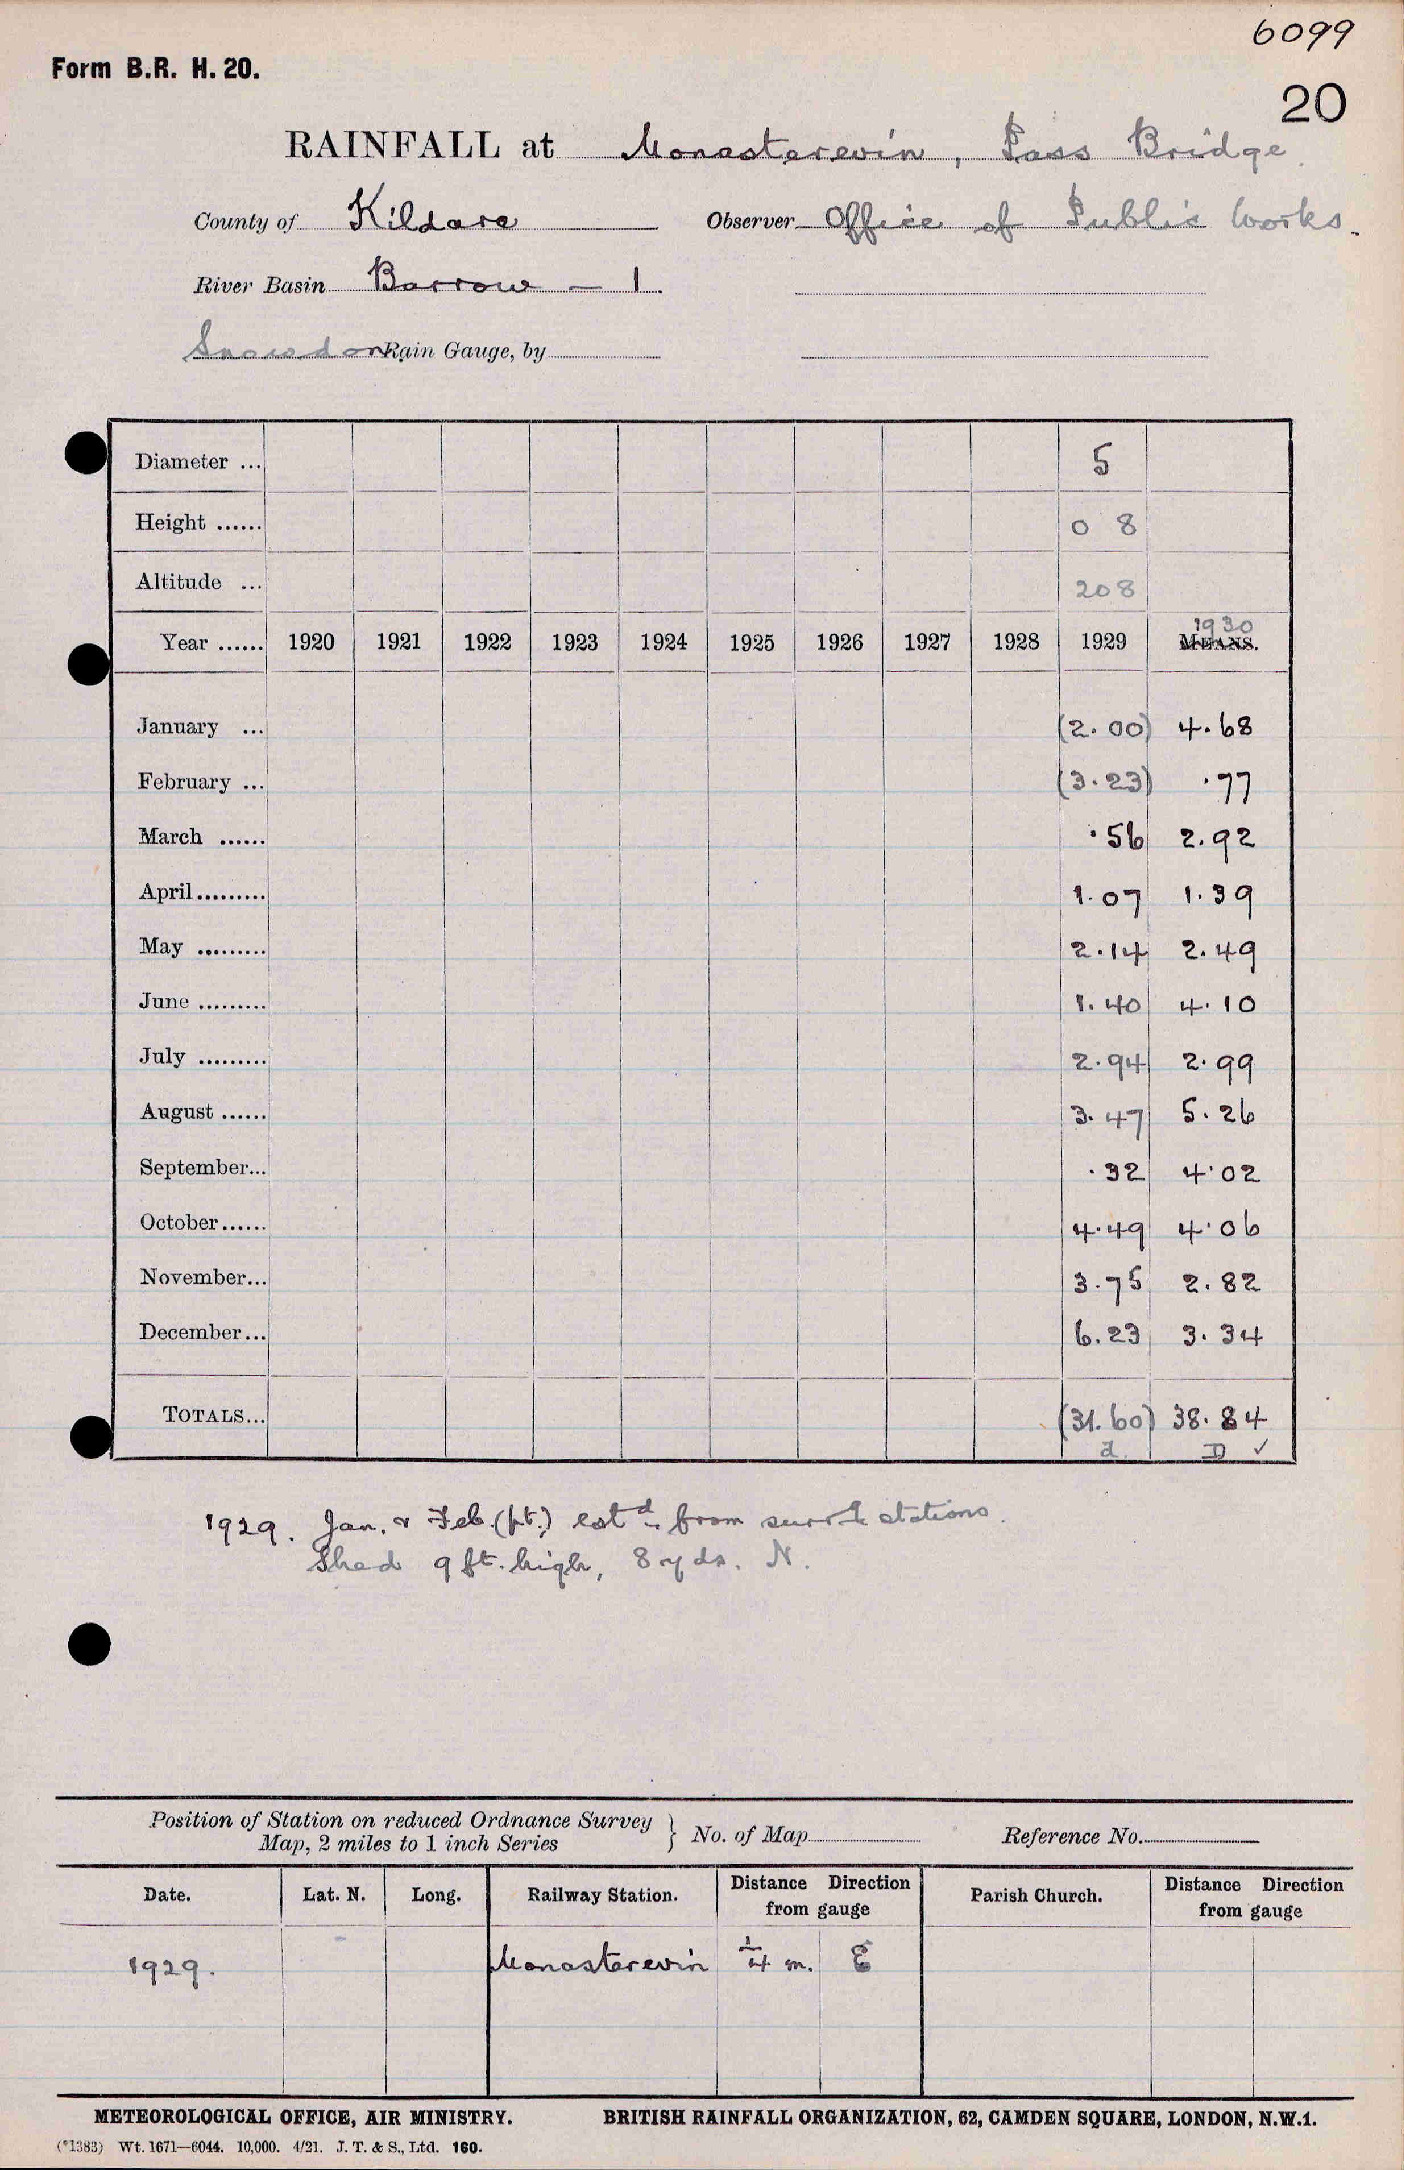 6099
Form B.R. H. 20.
20
RAINFALL at Monasterevin, Pass Bridge.
County of Kildare Observer Office of Public Works.
River Basin Barrow — 1.
Snowdon Rain Gauge, by
Diameter ... 5
Height ...... 0 8
Altitude ... 208
1930
Year ...... 1920 1921 1922 1923 1924 1925 1926 1927 1928 1929 MEANS.
January ... (2.00) 4.68
February ... (3.23) .77
March ...... .56 2.92
April......... 1.07 1.39
May ......... 2.14 2.49
June ......... 1.40 4.10
July ......... 2.94 2.99
August ...... 3.47 5.26
September... .32 4.02
October...... 4.49 4.06
November... 3.75 2.82
December... 6.23 3.34
TOTALS... (31.60) 38.84
d. D ✓
1929. Jan. & Feb. (pt.) estd. from surrg stations.
Shed 9 ft. high, 8 yds. N.
Position of Station on reduced Ordnance Survey
Map, 2 miles to 1 inch Series } No. of Map Reference No.
Date. Lat. N. Long. Railway Station. Distance Direction from gauge Parish Church. Distance Direction from gauge
1929. Monasterevin 1/4 m. E
METEOROLOGICAL OFFICE, AIR MINISTRY. BRITISH RAINFALL ORGANIZATION, 62, CAMDEN SQUARE, LONDON, N.W.1.
(*1383) Wt. 1671—6044. 10,000. 4/21. J. T. & S., Ltd. 160.